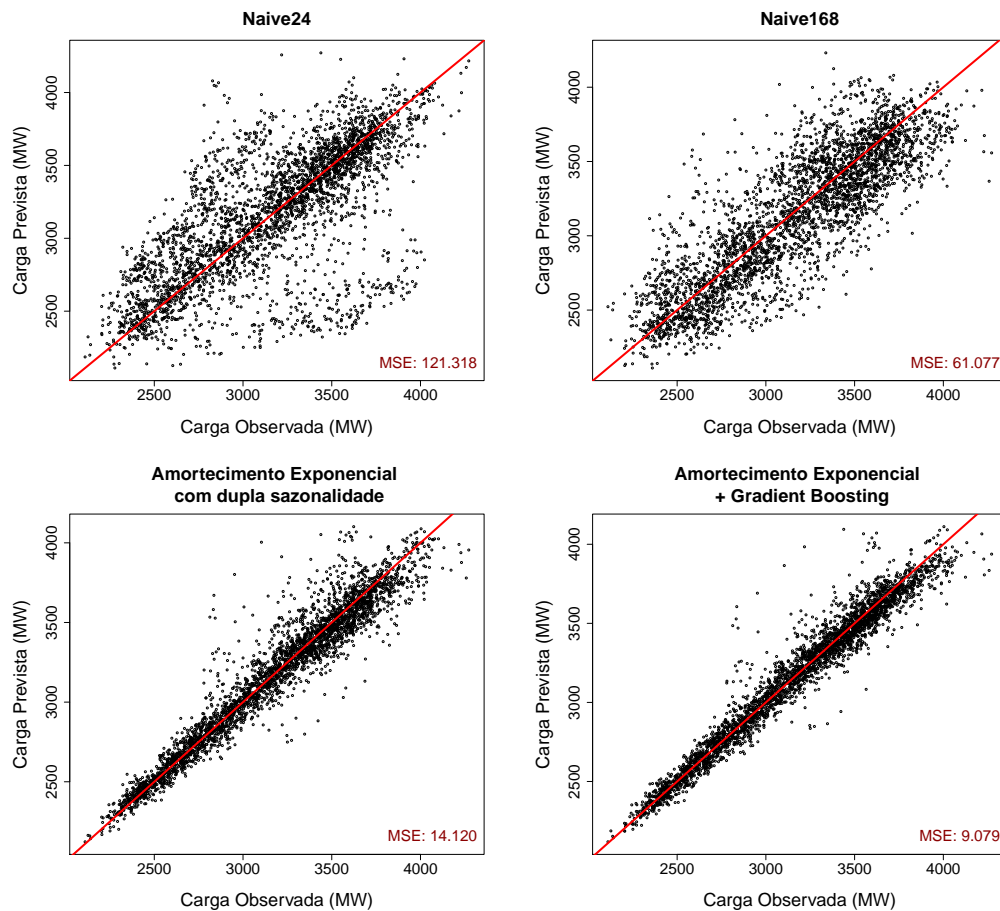 Naive24
4000
3500
3000
2500
Carga Prevista (MW)
MSE: 121.318
2500 3000 3500 4000
Carga Observada (MW)
Naive168
4000
3500
3000
2500
Carga Prevista (MW)
MSE: 61.077
2500 3000 3500 4000
Carga Observada (MW)
Amortecimento Exponencial
com dupla sazonalidade
4000
3500
3000
2500
Carga Prevista (MW)
MSE: 14.120
2500 3000 3500 4000
Carga Observada (MW)
Amortecimento Exponencial
+ Gradient Boosting
4000
3500
3000
2500
Carga Prevista (MW)
MSE: 9.079
2500 3000 3500 4000
Carga Observada (MW)